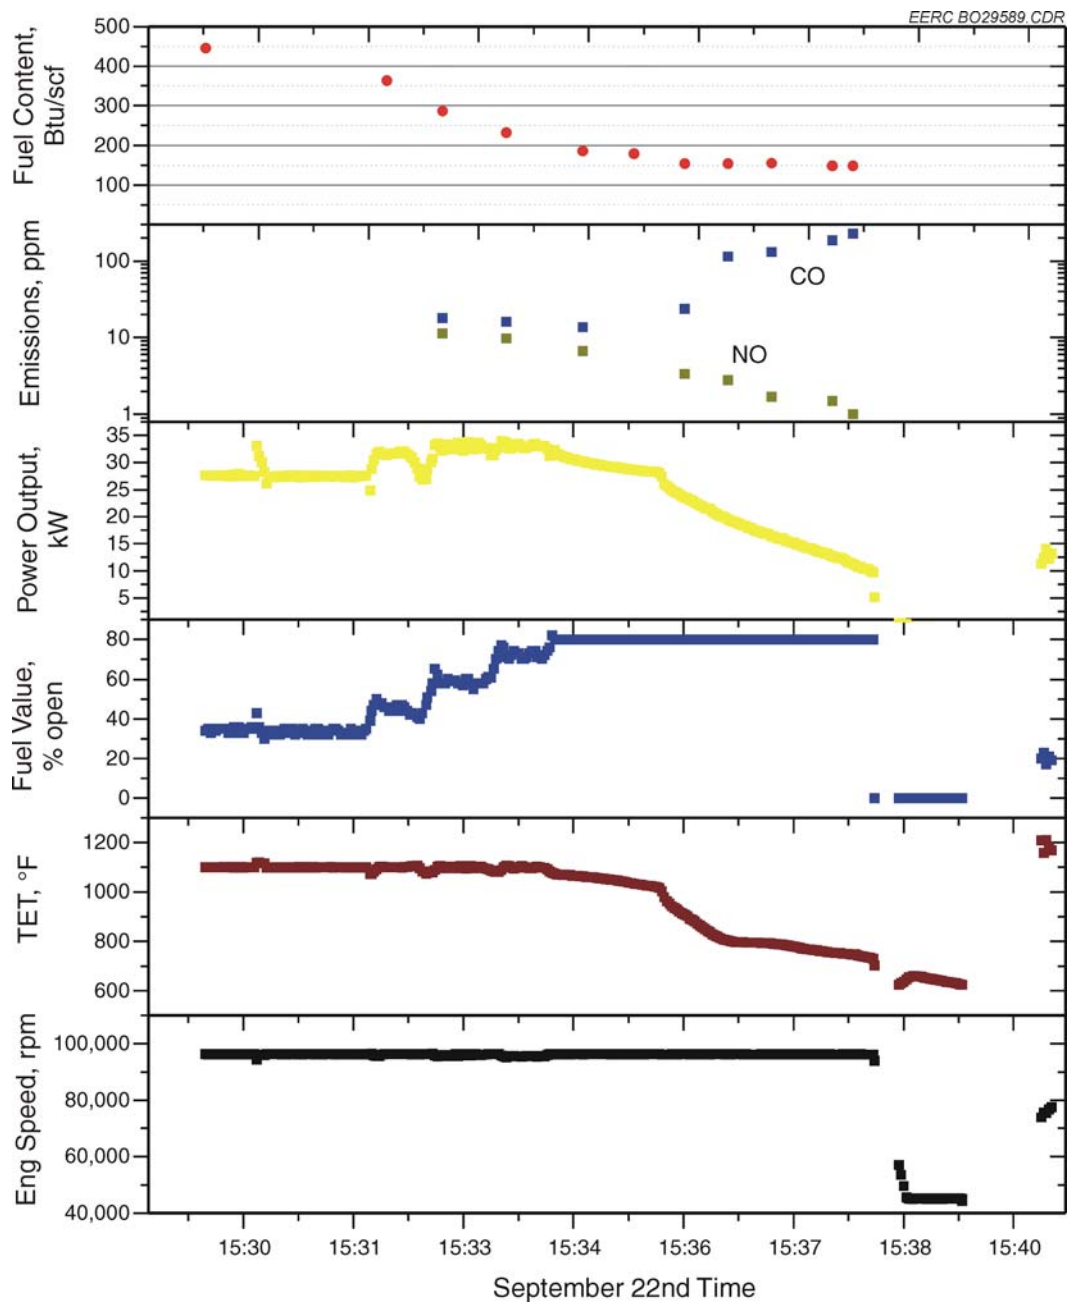 EERC BO29589.CDR
Fuel Content,
Btu/scf
500
400
300
200
100
Emissions, ppm
100
10
1
CO
NO
Power Output,
kW
35
30
25
20
15
10
5
Fuel Value,
% open
80
60
40
20
0
TET, °F
1200
1000
800
600
Eng Speed, rpm
100,000
80,000
60,000
40,000
15:30 15:31 15:33 15:34 15:36 15:37 15:38 15:40
September 22nd Time